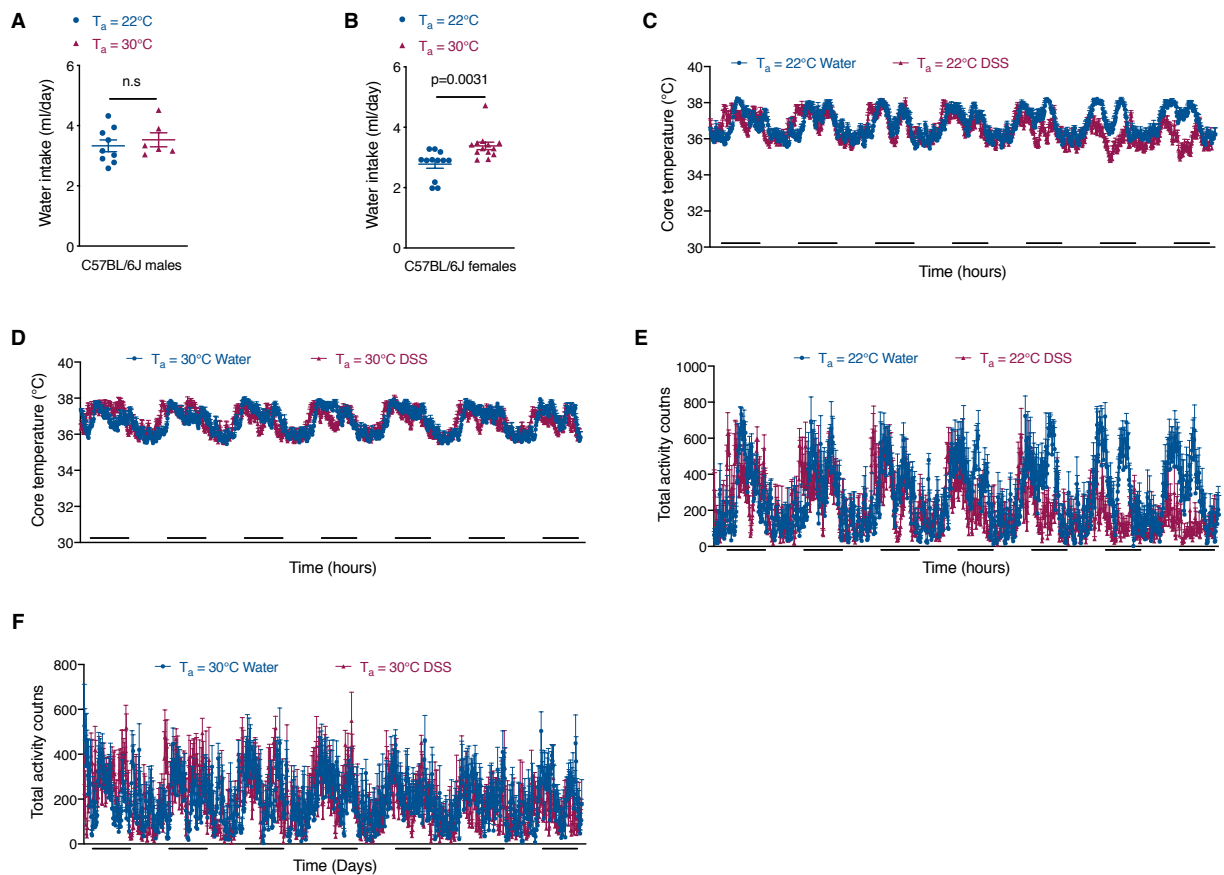 A
Tₐ = 22°C
Tₐ = 30°C
6
4
2
0
Water intake (ml/day)
n.s
C57BL/6J males
B
Tₐ = 22°C
Tₐ = 30°C
6
4
2
0
Water intake (ml/day)
p=0.0031
C57BL/6J females
C
Tₐ = 22°C Water
Tₐ = 22°C DSS
40
38
36
34
32
30
Core temperature (°C)
Time (hours)
D
Tₐ = 30°C Water
Tₐ = 30°C DSS
40
38
36
34
32
30
Core temperature (°C)
Time (hours)
E
Tₐ = 22°C Water
Tₐ = 22°C DSS
1000
800
600
400
200
0
Total activity coutns
Time (hours)
F
Tₐ = 30°C Water
Tₐ = 30°C DSS
800
600
400
200
0
Total activity coutns
Time (Days)